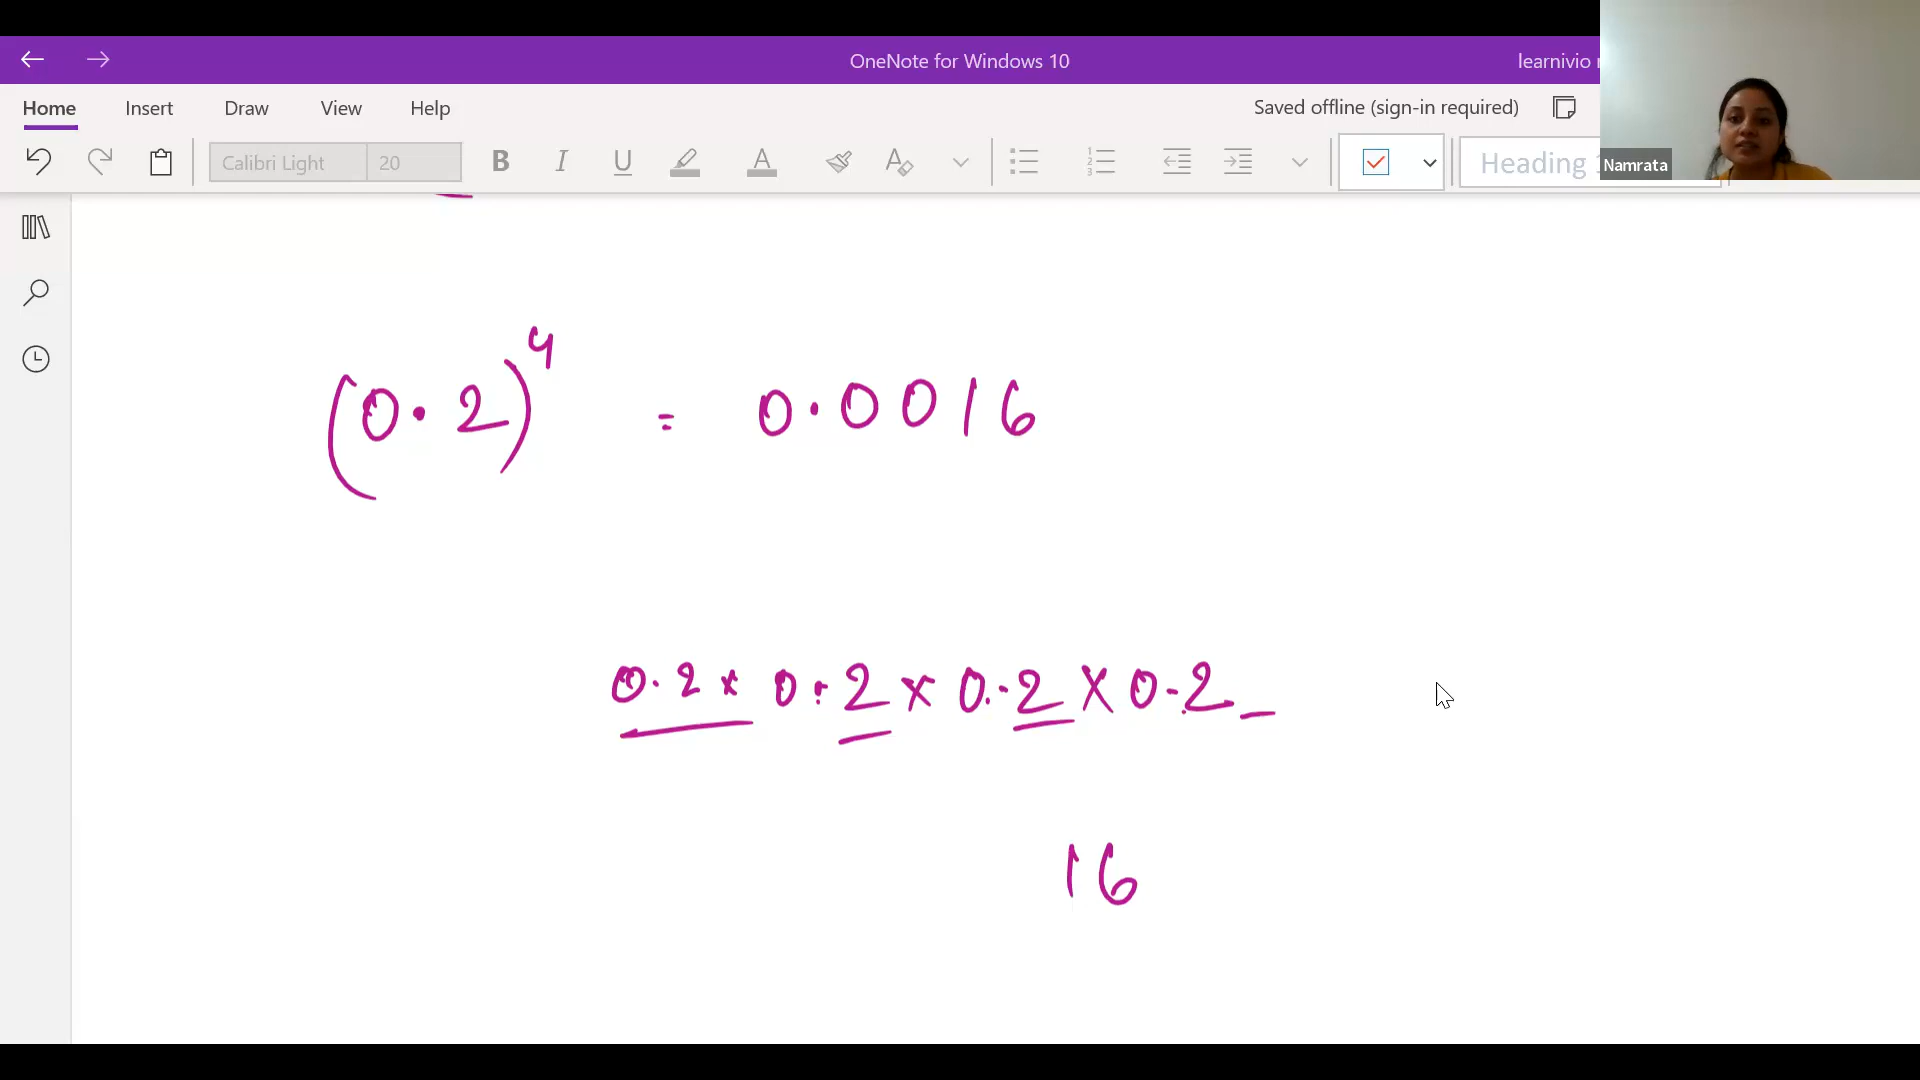 OneNote for Windows 10
learnivio
Home Insert Draw View Help
Saved offline (sign-in required)
Calibri Light 20 B I U A A
Heading
Namrata
(0.2)⁴ = 0.0016
0.2 × 0.2 × 0.2 × 0.2
16